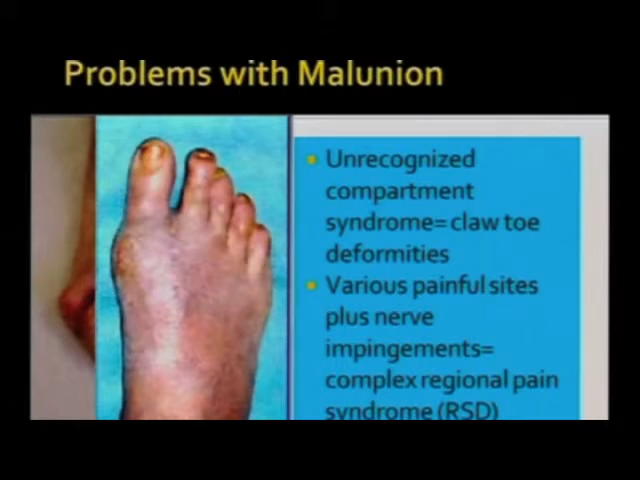 Problems with Malunion
Unrecognized
compartment
syndrome= claw toe
deformities
Various painful sites
plus nerve
impingements=
complex regional pain
syndrome (RSD)